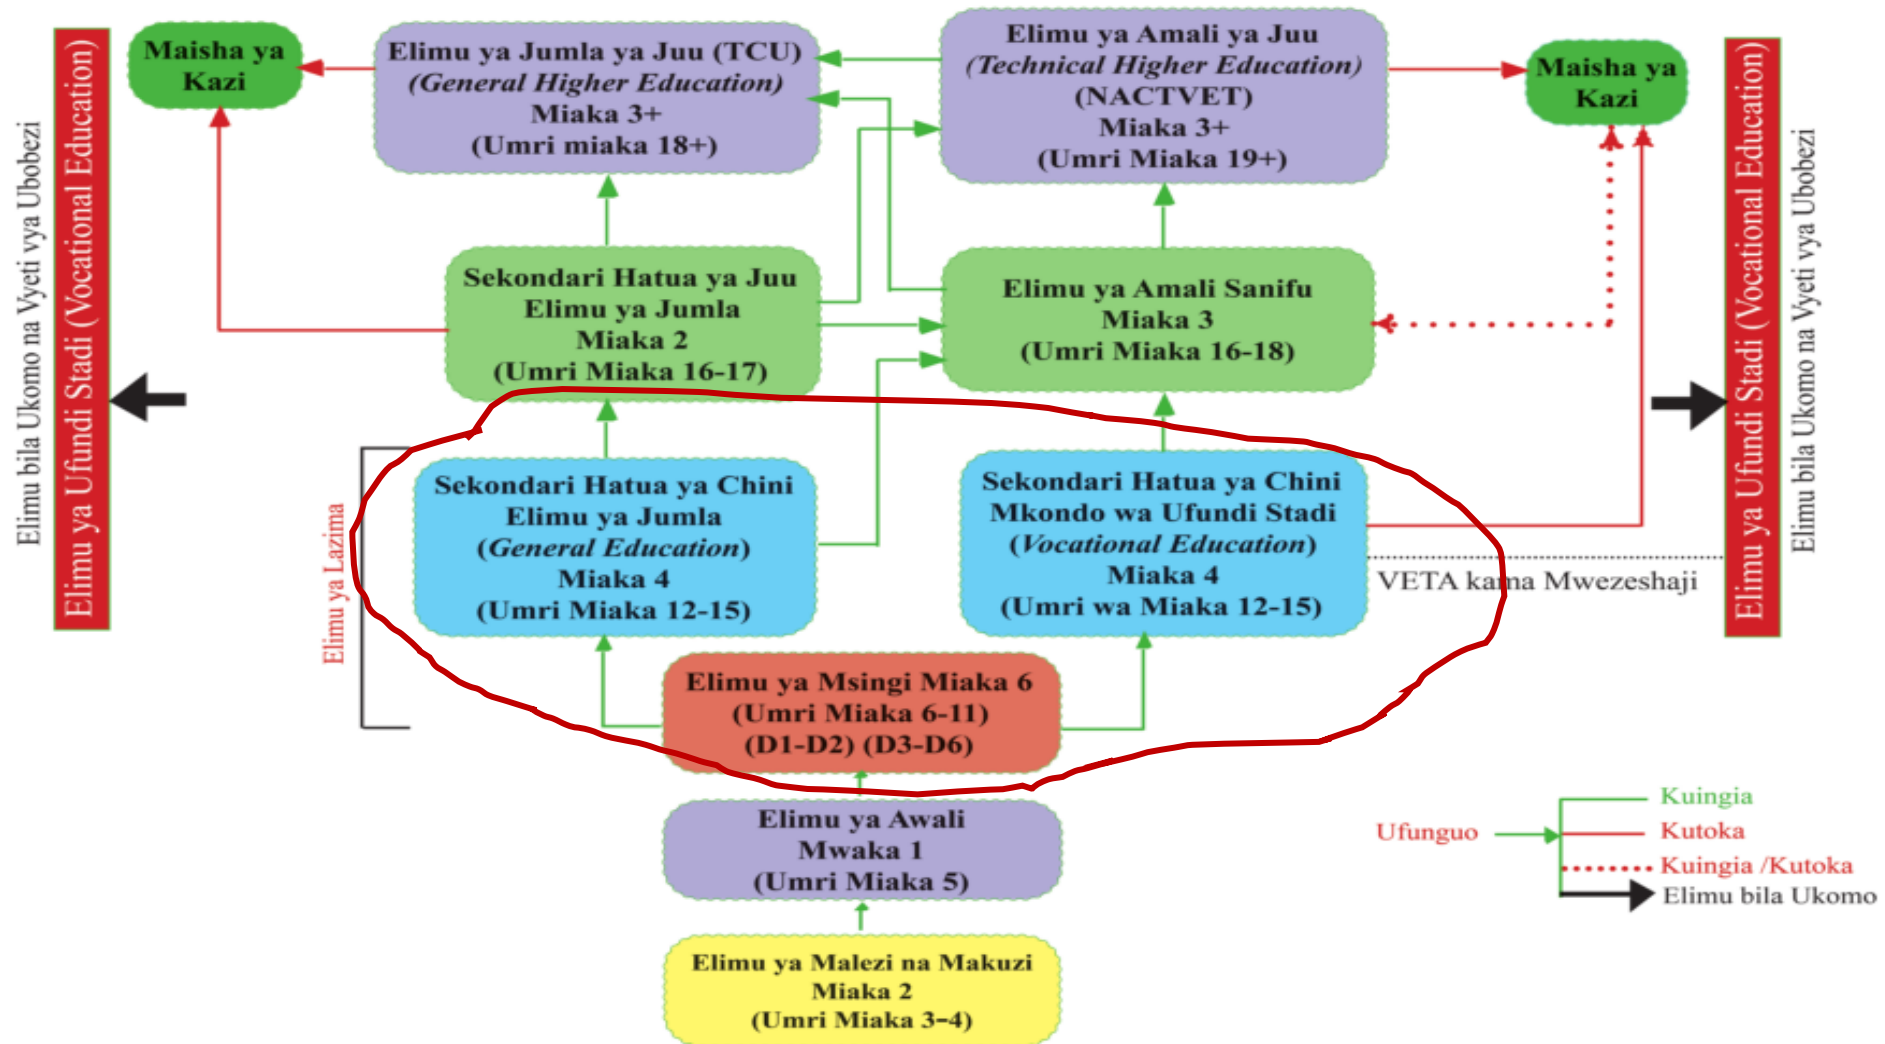 Elimu bila Ukomo na Vyeti vya Ubobezi
Elimu ya Ufundi Stadi (Vocational Education)
Maisha ya
Kazi
Elimu ya Jumla ya Juu (TCU)
(General Higher Education)
Miaka 3+
(Umri miaka 18+)
Elimu ya Amali ya Juu
(Technical Higher Education)
(NACTVET)
Miaka 3+
(Umri Miaka 19+)
Maisha ya
Kazi
Elimu ya Ufundi Stadi (Vocational Education)
Elimu bila Ukomo na Vyeti vya Ubobezi
Sekondari Hatua ya Juu
Elimu ya Jumla
Miaka 2
(Umri Miaka 16-17)
Elimu ya Amali Sanifu
Miaka 3
(Umri Miaka 16-18)
Elimu ya Lazima
Sekondari Hatua ya Chini
Elimu ya Jumla
(General Education)
Miaka 4
(Umri Miaka 12-15)
Sekondari Hatua ya Chini
Mkondo wa Ufundi Stadi
(Vocational Education)
Miaka 4
(Umri wa Miaka 12-15)
VETA kama Mwezeshaji
Elimu ya Msingi Miaka 6
(Umri Miaka 6-11)
(D1-D2) (D3-D6)
Elimu ya Awali
Mwaka 1
(Umri Miaka 5)
Elimu ya Malezi na Makuzi
Miaka 2
(Umri Miaka 3-4)
Ufunguo
Kuingia
Kutoka
Kuingia /Kutoka
Elimu bila Ukomo